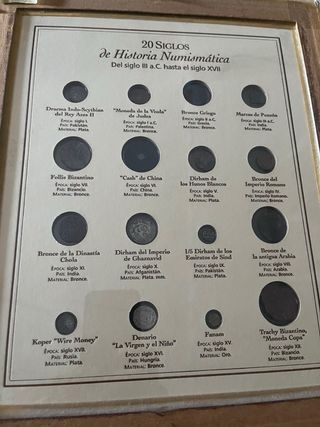 20 SIGLOS
de Historia Numismática
Del siglo III a.C. hasta el siglo XVII
Dracma Indo-Scythian
del Rey Azes II
Época: siglo I.
País: Pakistán.
Material: Plata.
"Moneda de la Viuda"
de Judea
Época: siglo I a.C.
País: Palestina.
Material: Bronce.
Bronce Griego
Época: siglo II a.C.
País: Grecia.
Material: Bronce.
Marcas de Ponzón
Época: siglo III a.C.
País: India.
Material: Plata.
Follis Bizantino
Época: siglo VII.
País: Bizancio.
Material: Bronce.
"Cash" de China
Época: siglo VI.
País: China.
Material: Bronce.
Dirham de
los Hunos Blancos
Época: siglo V.
País: India.
Material: Plata.
Bronce del
Imperio Romano
Época: siglo IV.
País: Imperio Romano.
Material: Bronce.
Bronce de la Dinastía
Chola
Época: siglo XI.
País: India.
Material: Bronce.
Dirham del Imperio
de Ghaznavid
Época: siglo X.
País: Afganistán.
Material: Plata
1/5 Dirham de los
Emiratos de Sind
Época: siglo IX.
País: Pakistán.
Material: Plata.
Bronce de
la antigua Arabia
Época: siglo VIII.
País: Arabia.
Material: Bronce.
Koper "Wire Money"
Época: siglo XVII.
País: Rusia.
Material: Plata.
Denario
"La Virgen y el Niño"
Época: siglo XVI.
País: Hungría.
Material: Bronce.
Fanam
País: India.
Material: Oro.
Trachy Bizantino,
"Moneda Copa"
Época: siglo XII.
País: Bizancio
Material: Bronce.